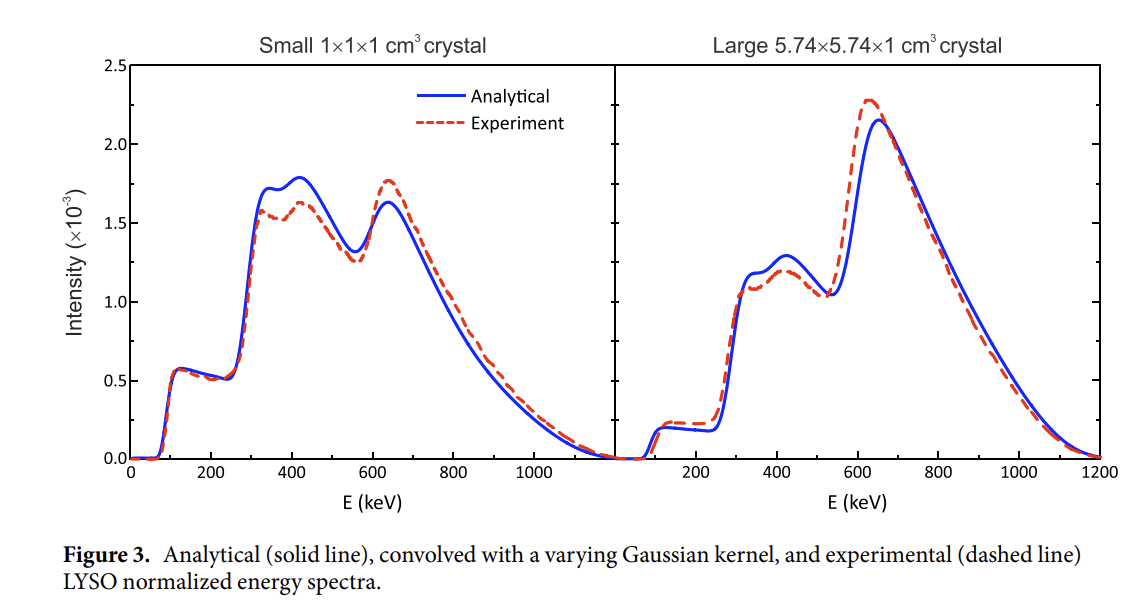 Small 1×1×1 cm³ crystal
Large 5.74×5.74×1 cm³ crystal
2.5
2.0
1.5
1.0
0.5
0.0
Intensity (×10⁻³)
Analytical
Experiment
0 200 400 600 800 1000
200 400 600 800 1000 1200
E (keV)
E (keV)
Figure 3. Analytical (solid line), convolved with a varying Gaussian kernel, and experimental (dashed line)
LYSO normalized energy spectra.